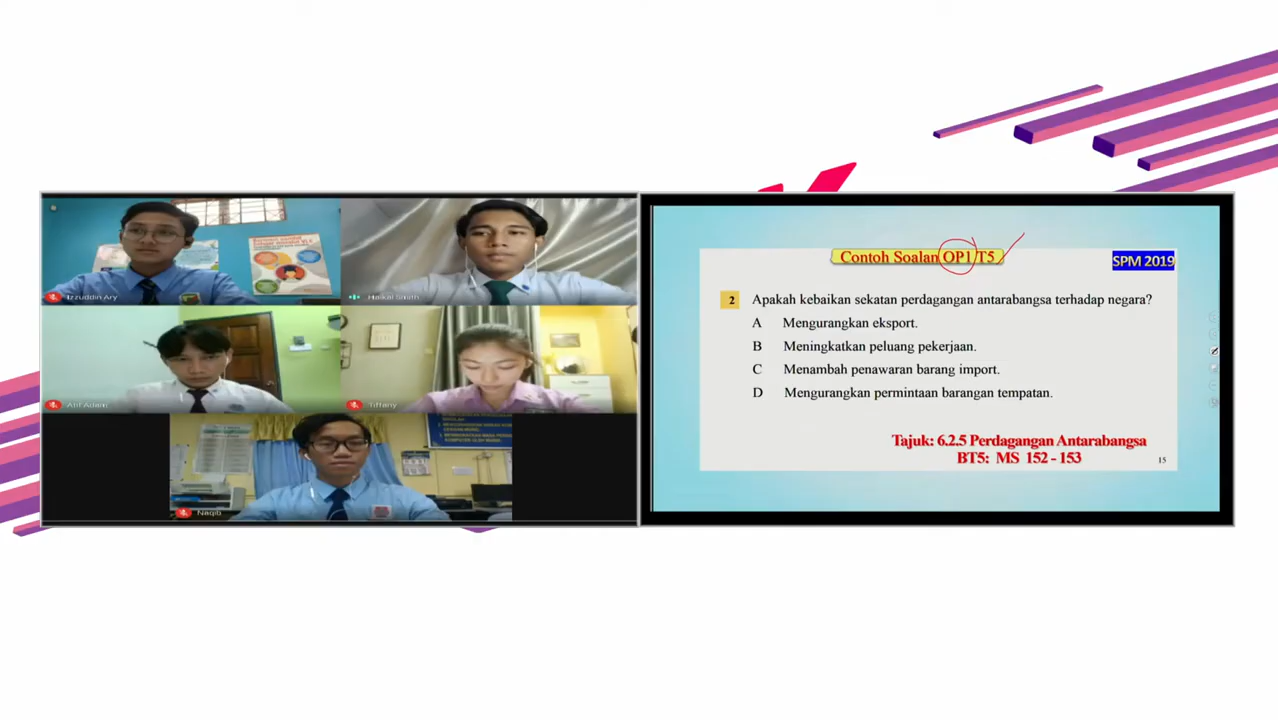 Izzuddin Ary
Atif Adam
Tiffany
Naqib
Contoh Soalan OP1 T5
SPM 2019
2 Apakah kebaikan sekatan perdagangan antarabangsa terhadap negara?
A Mengurangkan eksport.
B Meningkatkan peluang pekerjaan.
C Menambah penawaran barang import.
D Mengurangkan permintaan barangan tempatan.
Tajuk: 6.2.5 Perdagangan Antarabangsa
BT5: MS 152 - 153
15